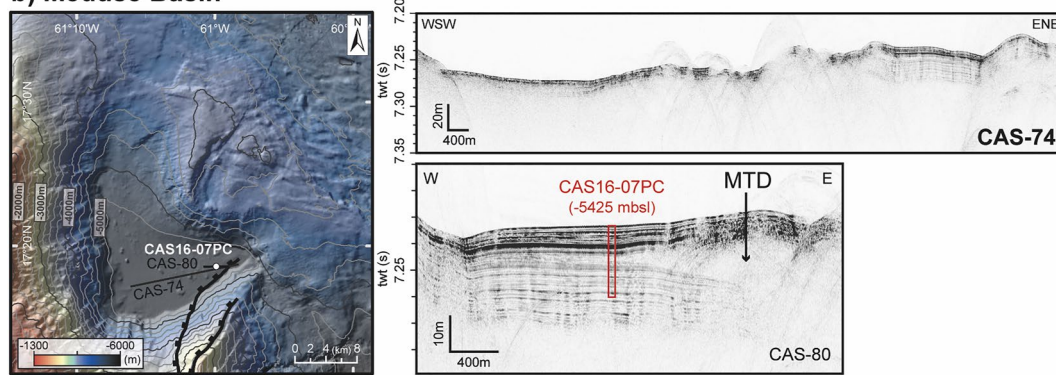 b) Meduse Basin
61°10'W
61°W
60°
N
17°30'N
17°20'N
-2000m
-3000m
-4000m
-5000m
CAS16-07PC
CAS-80
CAS-74
-1300
-6000
(m)
0 2 4 (km) 8
7.20
7.25
7.30
7.35
twt (s)
WSW
ENE
20m
400m
CAS-74
W
E
CAS16-07PC
(-5425 mbsl)
MTD
7.25
twt (s)
10m
400m
CAS-80